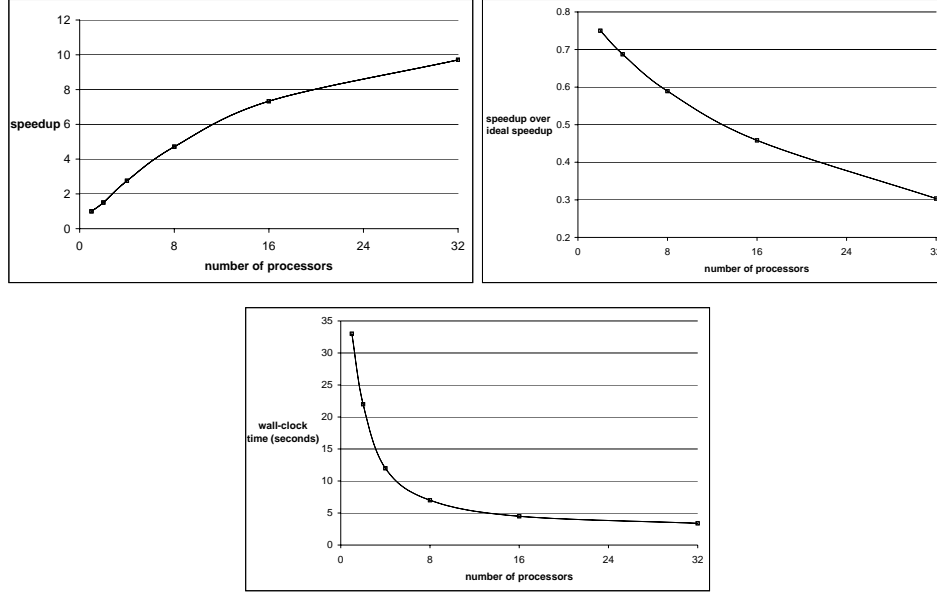 12
10
8
6
4
2
0
speedup
0 8 16 24 32
number of processors
0.8
0.7
0.6
0.5
0.4
0.3
0.2
speedup over
ideal speedup
0 8 16 24 32
number of processors
35
30
25
20
15
10
5
0
wall-clock
time (seconds)
0 8 16 24 32
number of processors